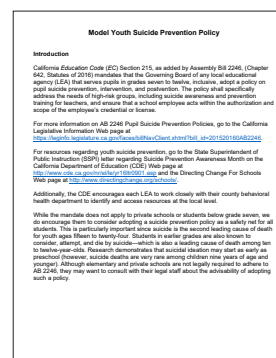 Model Youth Suicide Prevention Policy
Introduction
California Education Code (EC) Section 215, as added by Assembly Bill 2246, (Chapter
642, Statutes of 2016) mandates that the Governing Board of any local educational
agency (LEA) that serves pupils in grades seven to twelve, inclusive, adopt a policy on
pupil suicide prevention, intervention, and postvention. The policy shall specifically
address the needs of high-risk groups, including suicide awareness and prevention
training for teachers, and ensure that a school employee acts within the authorization and
scope of the employee's credential or license.
For more information on AB 2246 Pupil Suicide Prevention Policies, go to the California
Legislative Information Web page at
https://leginfo.legislature.ca.gov/faces/billNavClient.xhtml?bill_id=201520160AB2246.
For resources regarding youth suicide prevention, go to the State Superintendent of
Public Instruction (SSPI) letter regarding Suicide Prevention Awareness Month on the
California Department of Education (CDE) Web page at
http://www.cde.ca.gov/nr/el/le/yr16ltr0901.asp and the Directing Change For Schools
Web page at http://www.directingchange.org/schools/.
Additionally, the CDE encourages each LEA to work closely with their county behavioral
health department to identify and access resources at the local level.
While the mandate does not apply to private schools or students below grade seven, we
do encourage them to consider adopting a suicide prevention policy as a safety net for all
students. This is particularly important since suicide is the second leading cause of death
for youth ages fifteen to twenty-four. Students in earlier grades are also known to
consider, attempt, and die by suicide—which is also a leading cause of death among ten
to twelve-year-olds. Research demonstrates that suicidal ideation may start as early as
preschool (however, suicide deaths are very rare among children nine years of age and
younger). Although elementary and private schools are not legally required to adhere to
AB 2246, they may want to consult with their legal staff about the advisability of adopting
such a policy.